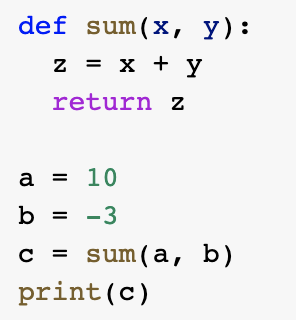 def sum(x, y):
  z = x + y
  return z

a = 10
b = -3
c = sum(a, b)
print(c)